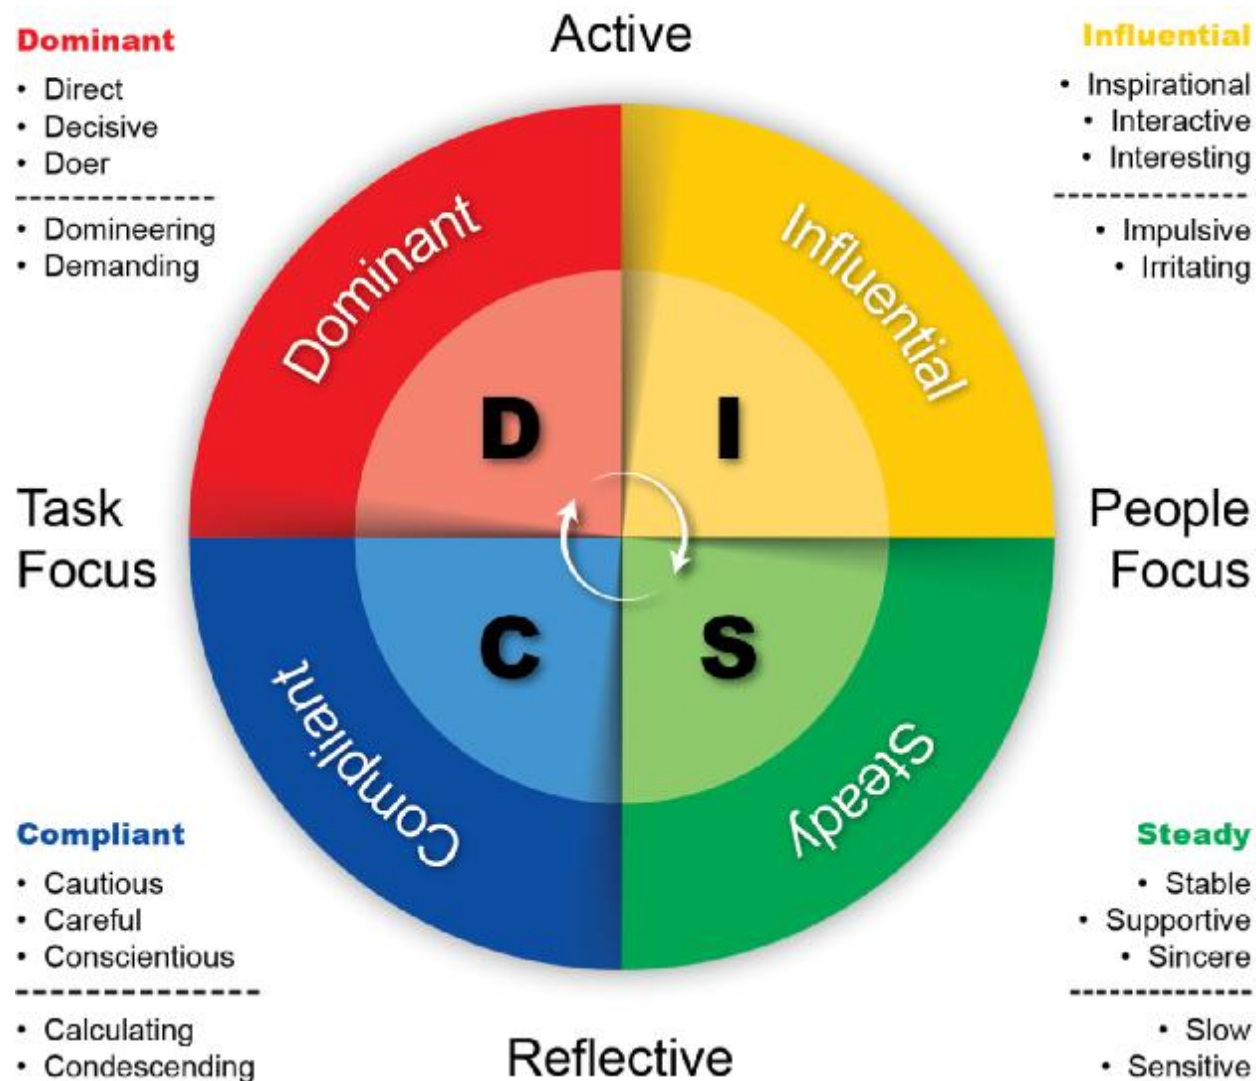 Active
Dominant
• Direct
• Decisive
• Doer
• Domineering
• Demanding
Influential
• Inspirational
• Interactive
• Interesting
• Impulsive
• Irritating
Dominant
Influential
D
I
Task
Focus
People
Focus
C
S
Compliant
Steady
Compliant
• Cautious
• Careful
• Conscientious
• Calculating
• Condescending
Steady
• Stable
• Supportive
• Sincere
• Slow
• Sensitive
Reflective